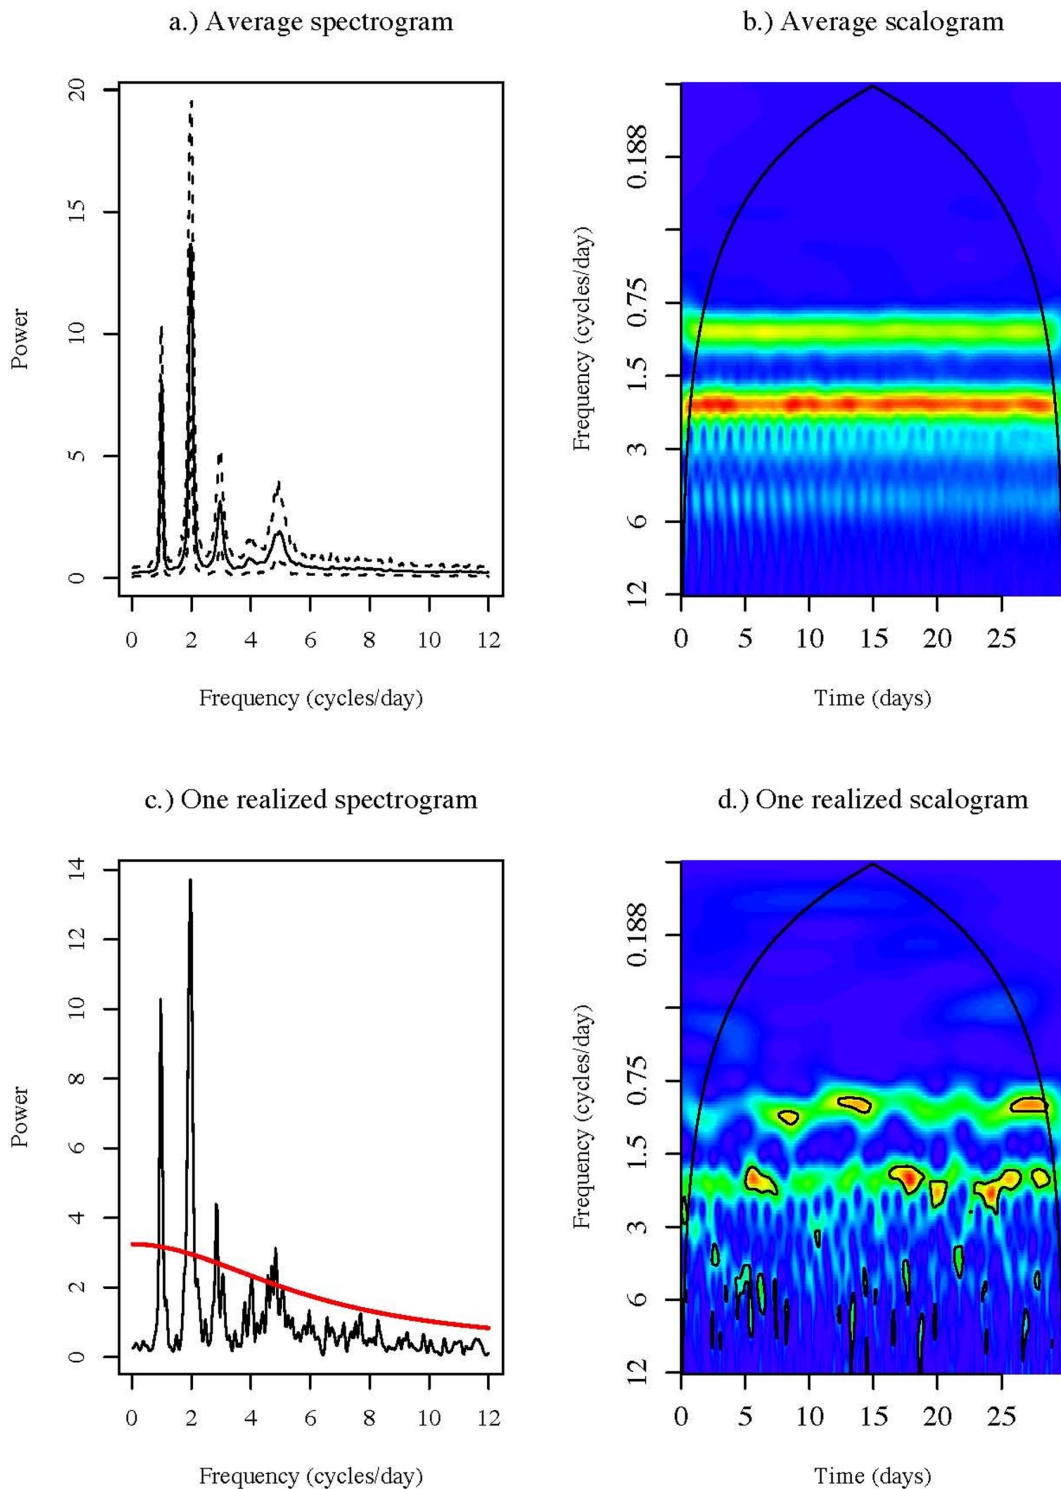 a.) Average spectrogram
b.) Average scalogram
Power
20
15
10
5
0
0 2 4 6 8 10 12
Frequency (cycles/day)
Frequency (cycles/day)
0.188
0.75
1.5
3
6
12
0 5 10 15 20 25
Time (days)
c.) One realized spectrogram
d.) One realized scalogram
Power
14
12
10
8
6
4
2
0
0 2 4 6 8 10 12
Frequency (cycles/day)
Frequency (cycles/day)
0.188
0.75
1.5
3
6
12
0 5 10 15 20 25
Time (days)